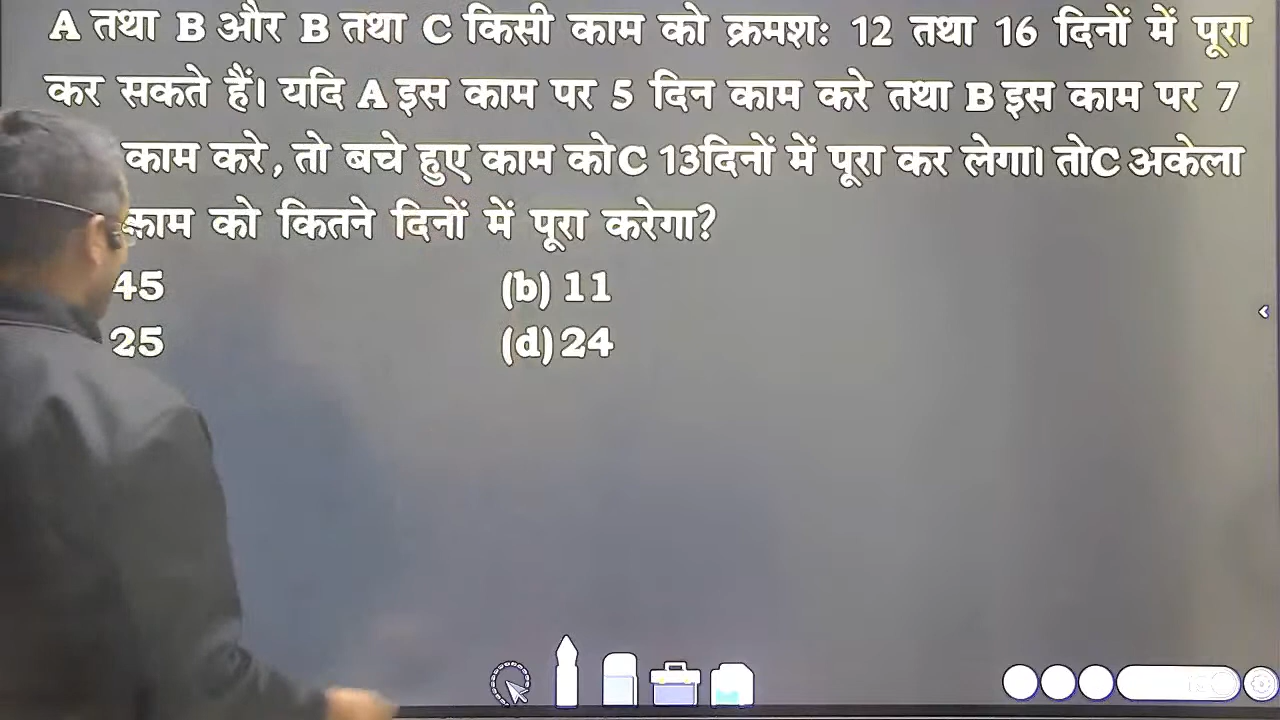 A तथा B और B तथा C किसी काम को क्रमशः 12 तथा 16 दिनों में पूरा
कर सकते हैं। यदि A इस काम पर 5 दिन काम करे तथा B इस काम पर 7
काम करे, तो बचे हुए काम को C 13दिनों में पूरा कर लेगा। तो C अकेला
काम को कितने दिनों में पूरा करेगा?
45 (b) 11
25 (d) 24